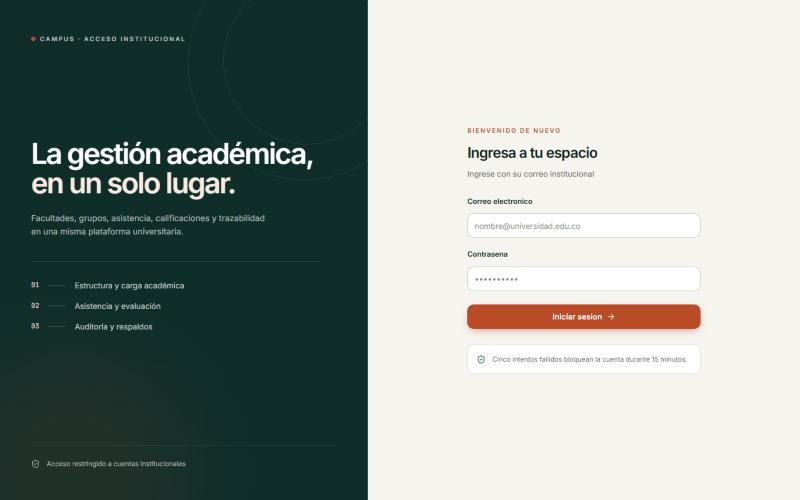 CAMPUS · ACCESO INSTITUCIONAL
La gestión académica,
en un solo lugar.
Facultades, grupos, asistencia, calificaciones y trazabilidad
en una misma plataforma universitaria.
01 Estructura y carga académica
02 Asistencia y evaluación
03 Auditoría y respaldos
Acceso restringido a cuentas institucionales
BIENVENIDO DE NUEVO
Ingresa a tu espacio
Ingrese con su correo institucional
Correo electronico
nombre@universidad.edu.co
Contrasena
••••••••••
Iniciar sesion →
Cinco intentos fallidos bloquean la cuenta durante 15 minutos.